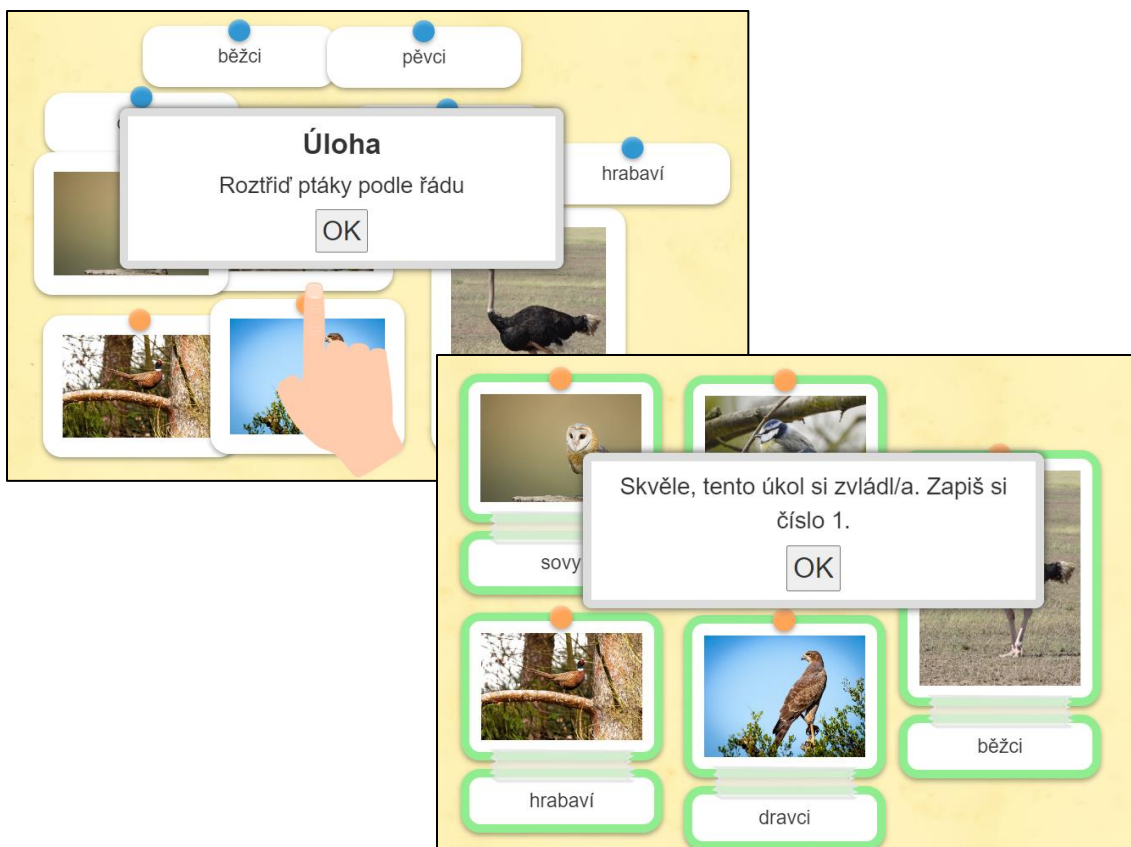 běžci
pěvci
Úloha
Roztřiď ptáky podle řádu
OK
hrabaví
Skvěle, tento úkol si zvládl/a. Zapiš si
číslo 1.
OK
sovy
běžci
hrabaví
dravci